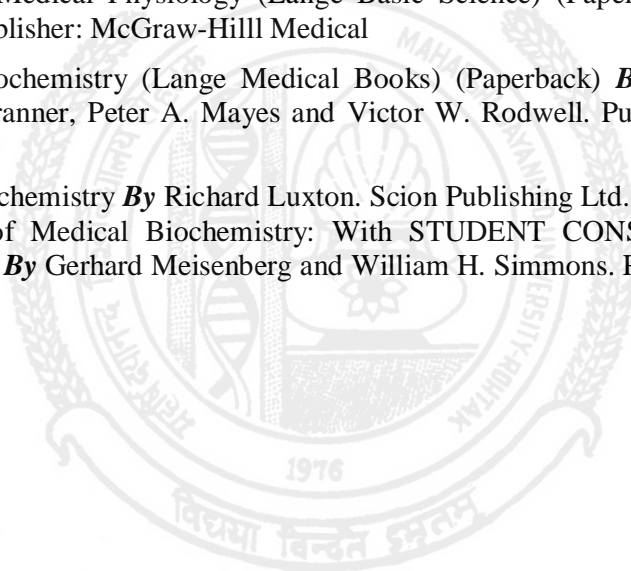 Medical Physiology (Lange Basic Science) (Paper
blisher: McGraw-Hilll Medical
ochemistry (Lange Medical Books) (Paperback) B
ranner, Peter A. Mayes and Victor W. Rodwell. Pu
chemistry By Richard Luxton. Scion Publishing Ltd.
of Medical Biochemistry: With STUDENT CONS
By Gerhard Meisenberg and William H. Simmons. P
UNIVERSITY-ROHTAK
1976